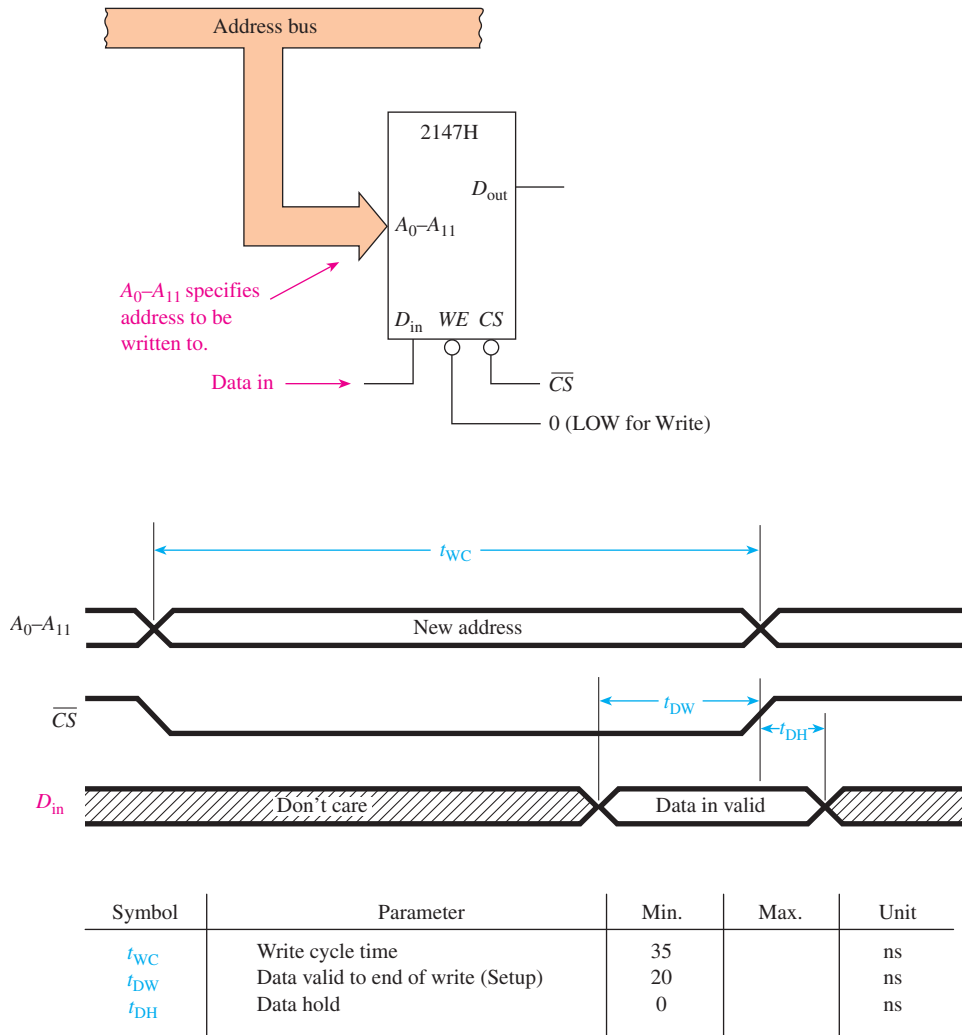 Address bus
2147H
D_out
A_0–A_11
A_0–A_11 specifies
address to be
written to.
D_in WE CS
Data in
C̅S̅
0 (LOW for Write)
t_WC
A_0–A_11
New address
C̅S̅
t_DW
t_DH
D_in
Don't care
Data in valid
Symbol Parameter Min. Max. Unit
t_WC Write cycle time 35 ns
t_DW Data valid to end of write (Setup) 20 ns
t_DH Data hold 0 ns